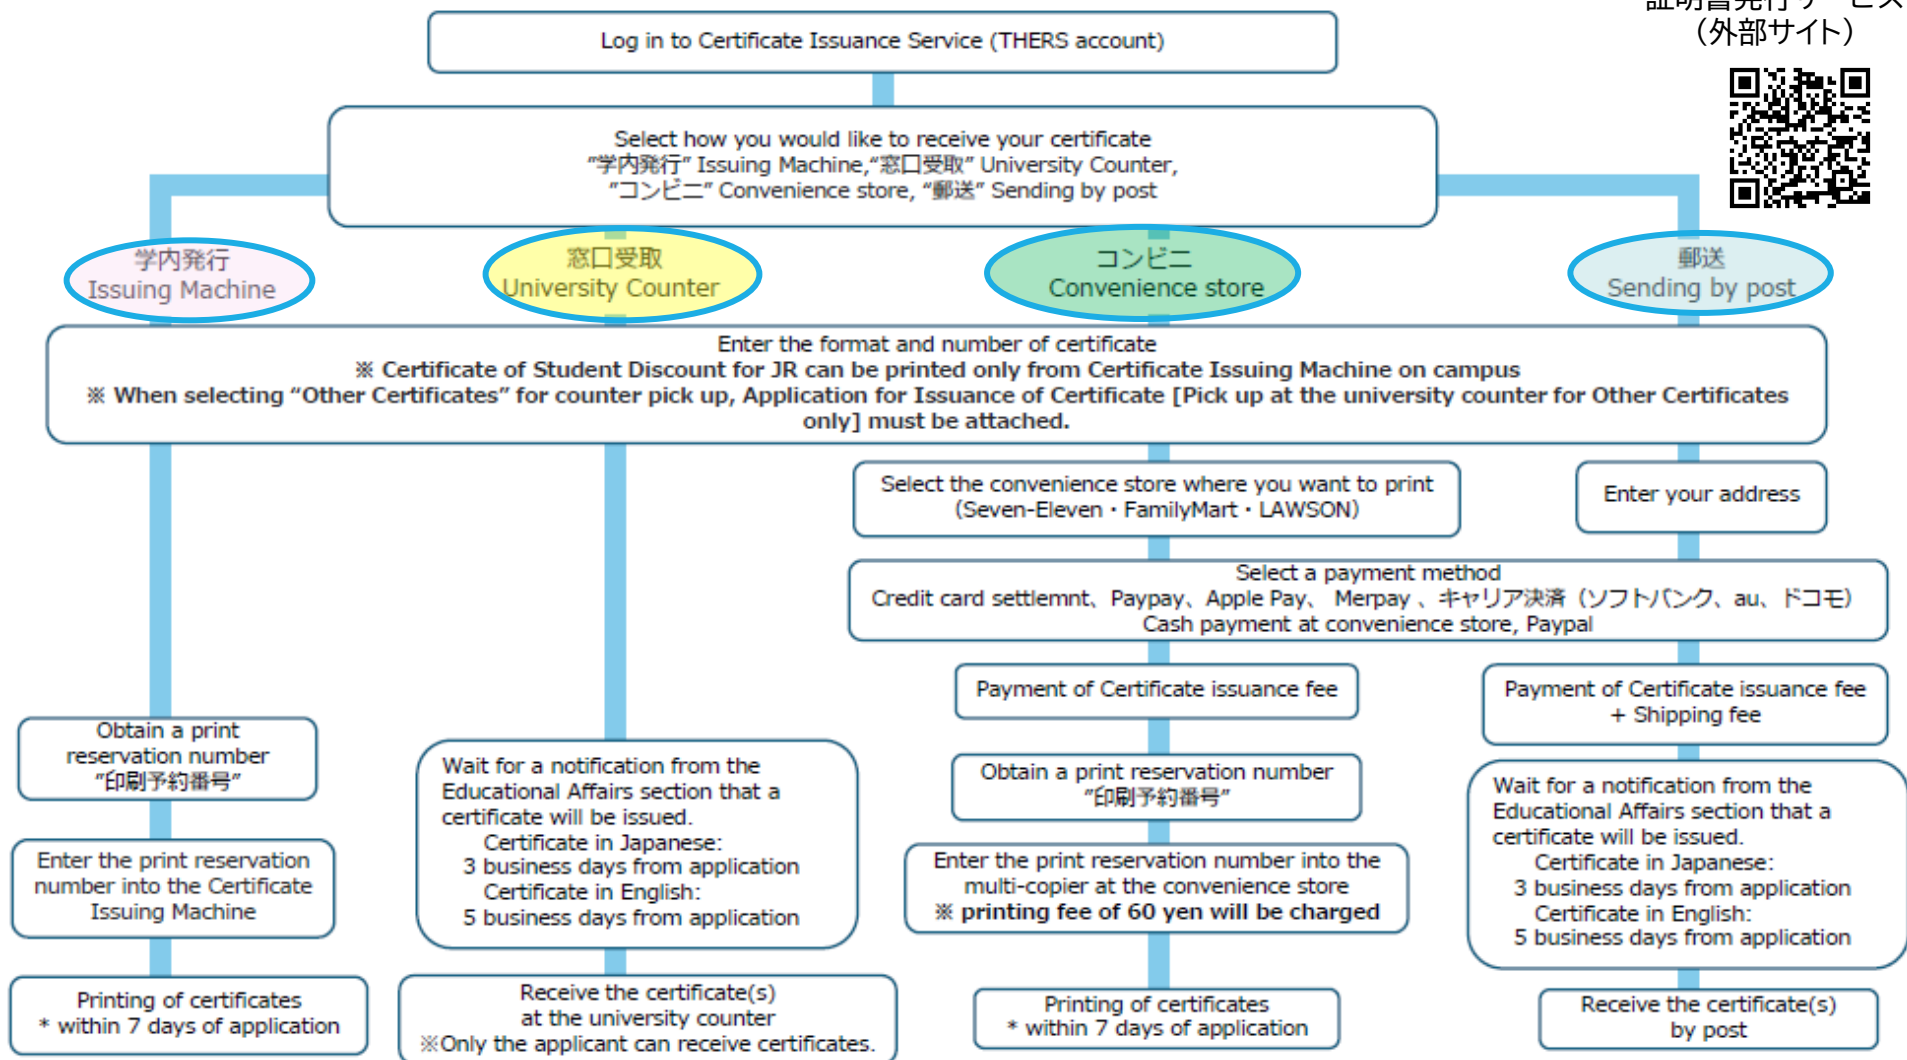 証明書発行サービス
（外部サイト）
Log in to Certificate Issuance Service (THERS account)
Select how you would like to receive your certificate
"学内発行" Issuing Machine,"窓口受取" University Counter,
"コンビニ" Convenience store, "郵送" Sending by post
学内発行
Issuing Machine
窓口受取
University Counter
コンビニ
Convenience store
郵送
Sending by post
Enter the format and number of certificate
※ Certificate of Student Discount for JR can be printed only from Certificate Issuing Machine on campus
※ When selecting "Other Certificates" for counter pick up, Application for Issuance of Certificate [Pick up at the university counter for Other Certificates
only] must be attached.
Select the convenience store where you want to print
（Seven-Eleven・FamilyMart・LAWSON）
Enter your address
Select a payment method
Credit card settlemnt、Paypay、Apple Pay、 Merpay 、キャリア決済（ソフトバンク、au、ドコモ）
Cash payment at convenience store, Paypal
Payment of Certificate issuance fee
Payment of Certificate issuance fee
+ Shipping fee
Obtain a print
reservation number
"印刷予約番号"
Enter the print reservation
number into the Certificate
Issuing Machine
Printing of certificates
* within 7 days of application
Wait for a notification from the
Educational Affairs section that a
certificate will be issued.
Certificate in Japanese:
3 business days from application
Certificate in English:
5 business days from application
Receive the certificate(s)
at the university counter
※Only the applicant can receive certificates.
Obtain a print reservation number
"印刷予約番号"
Enter the print reservation number into the
multi-copier at the convenience store
※ printing fee of 60 yen will be charged
Printing of certificates
* within 7 days of application
Wait for a notification from the
Educational Affairs section that a
certificate will be issued.
Certificate in Japanese:
3 business days from application
Certificate in English:
5 business days from application
Receive the certificate(s)
by post